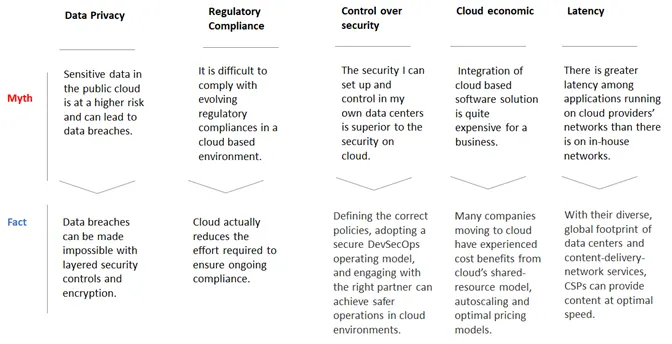 Data Privacy
Regulatory
Compliance
Control over
security
Cloud economic
Latency
Myth
Sensitive data in
the public cloud
is at a higher risk
and can lead to
data breaches.
It is difficult to
comply with
evolving
regulatory
compliances in a
cloud based
environment.
The security I can
set up and
control in my
own data centers
is superior to the
security on
cloud.
Integration of
cloud based
software solution
is quite
expensive for a
business.
There is greater
latency among
applications running
on cloud providers'
networks than there
is on in-house
networks.
Fact
Data breaches
can be made
impossible with
layered security
controls and
encryption.
Cloud actually
reduces the
effort required to
ensure ongoing
compliance.
Defining the correct
policies, adopting a
secure DevSecOps
operating model,
and engaging with
the right partner can
achieve safer
operations in cloud
environments.
Many companies
moving to cloud
have experienced
cost benefits from
cloud's shared-
resource model,
autoscaling and
optimal pricing
models.
With their diverse,
global footprint of
data centers and
content-delivery-
network services,
CSPs can provide
content at optimal
speed.